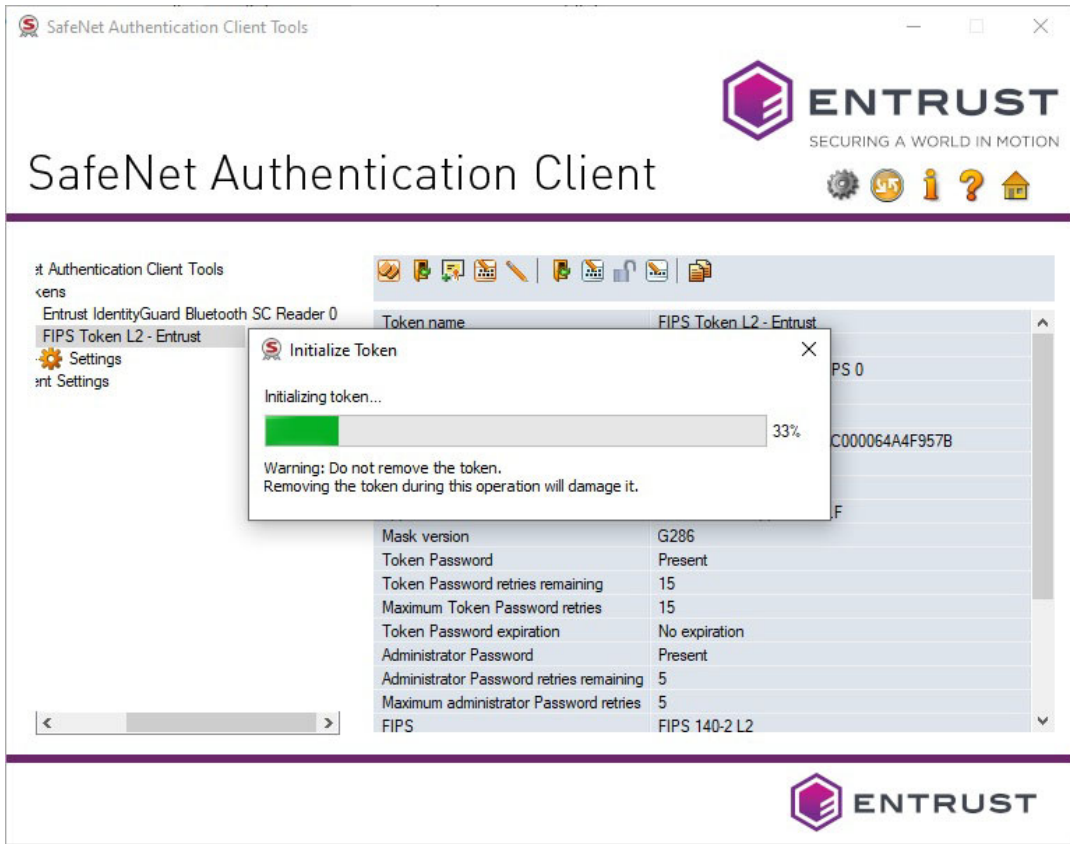 SafeNet Authentication Client Tools
ENTRUST
SECURING A WORLD IN MOTION
SafeNet Authentication Client
et Authentication Client Tools
kens
Entrust IdentityGuard Bluetooth SC Reader 0
FIPS Token L2 - Entrust
Settings
ent Settings
Token name FIPS Token L2 - Entrust
Initialize Token
PS 0
Initializing token...
33%
C000064A4F957B
Warning: Do not remove the token.
Removing the token during this operation will damage it.
.F
Mask version G286
Token Password Present
Token Password retries remaining 15
Maximum Token Password retries 15
Token Password expiration No expiration
Administrator Password Present
Administrator Password retries remaining 5
Maximum administrator Password retries 5
FIPS FIPS 140-2 L2
ENTRUST